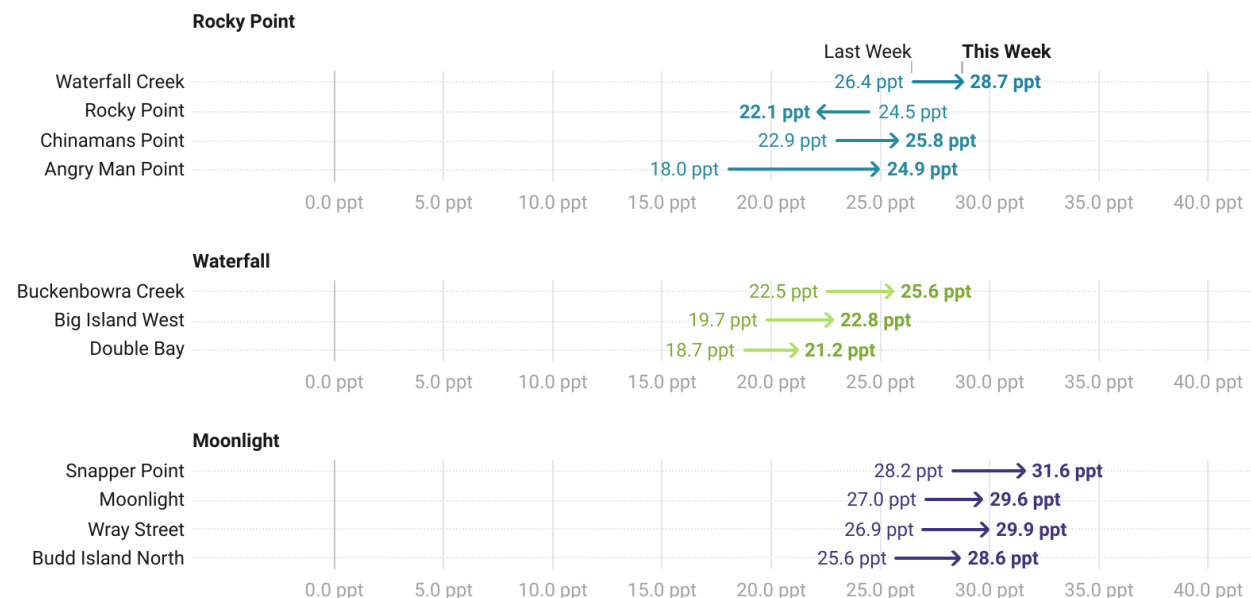 Rocky Point
Last Week This Week
Waterfall Creek 26.4 ppt 28.7 ppt
Rocky Point 22.1 ppt 24.5 ppt
Chinamans Point 22.9 ppt 25.8 ppt
Angry Man Point 18.0 ppt 24.9 ppt
0.0 ppt 5.0 ppt 10.0 ppt 15.0 ppt 20.0 ppt 25.0 ppt 30.0 ppt 35.0 ppt 40.0 ppt
Waterfall
Buckenbowra Creek 22.5 ppt 25.6 ppt
Big Island West 19.7 ppt 22.8 ppt
Double Bay 18.7 ppt 21.2 ppt
0.0 ppt 5.0 ppt 10.0 ppt 15.0 ppt 20.0 ppt 25.0 ppt 30.0 ppt 35.0 ppt 40.0 ppt
Moonlight
Snapper Point 28.2 ppt 31.6 ppt
Moonlight 27.0 ppt 29.6 ppt
Wray Street 26.9 ppt 29.9 ppt
Budd Island North 25.6 ppt 28.6 ppt
0.0 ppt 5.0 ppt 10.0 ppt 15.0 ppt 20.0 ppt 25.0 ppt 30.0 ppt 35.0 ppt 40.0 ppt